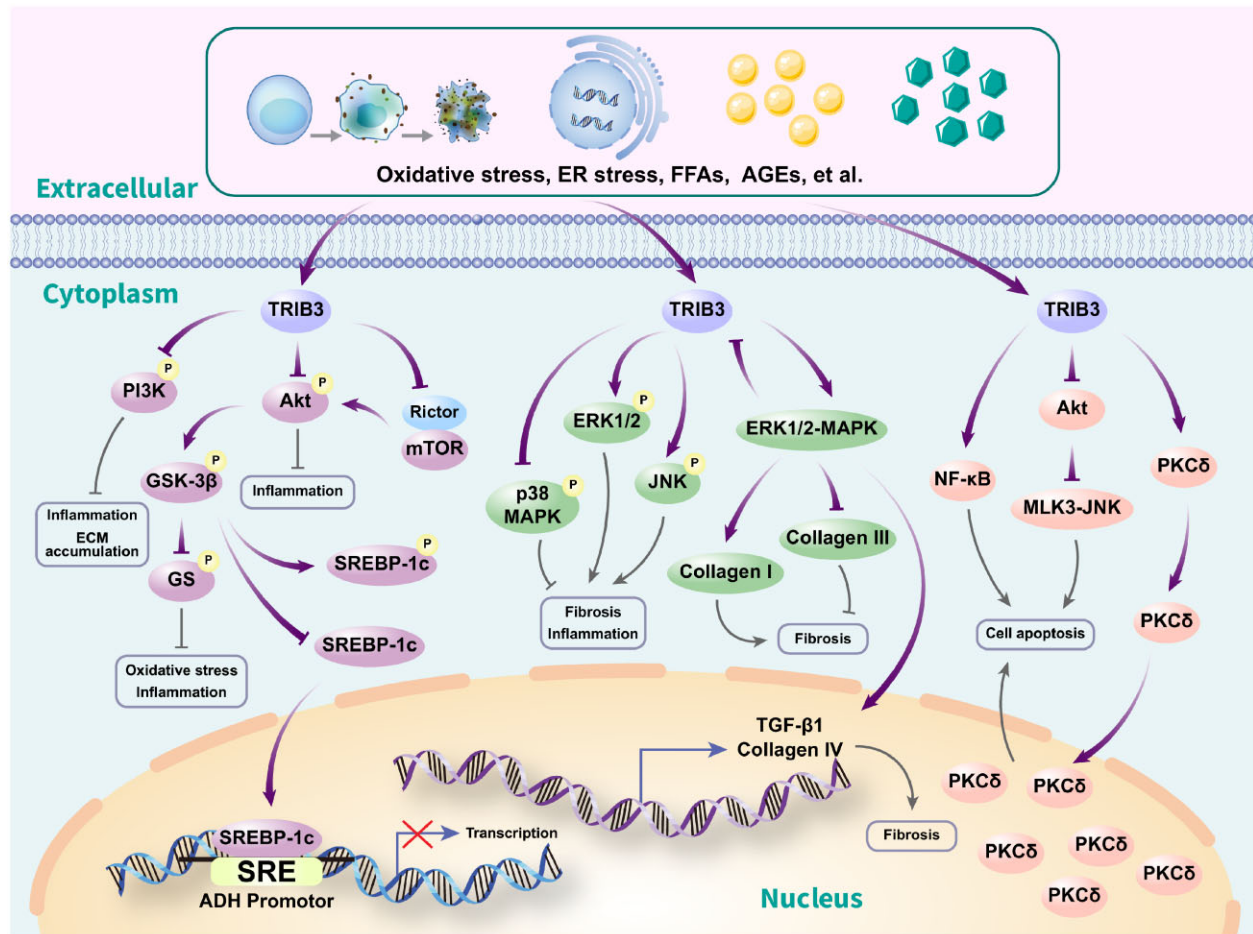 Oxidative stress, ER stress, FFAs, AGEs, et al.
Extracellular
Cytoplasm
TRIB3
P
PI3K
P
Akt
Rictor
mTOR
P
GSK-3β
Inflammation
Inflammation
ECM
accumulation
P
GS
P
SREBP-1c
SREBP-1c
Oxidative stress
Inflammation
TRIB3
P
ERK1/2
ERK1/2-MAPK
P
JNK
P
p38
MAPK
Collagen III
Collagen I
Fibrosis
Inflammation
Fibrosis
TRIB3
Akt
NF-κB
PKCδ
MLK3-JNK
Cell apoptosis
PKCδ
TGF-β1
Collagen IV
Fibrosis
SREBP-1c
SRE
ADH Promotor
Transcription
PKCδ
PKCδ
PKCδ
PKCδ
PKCδ
PKCδ
Nucleus